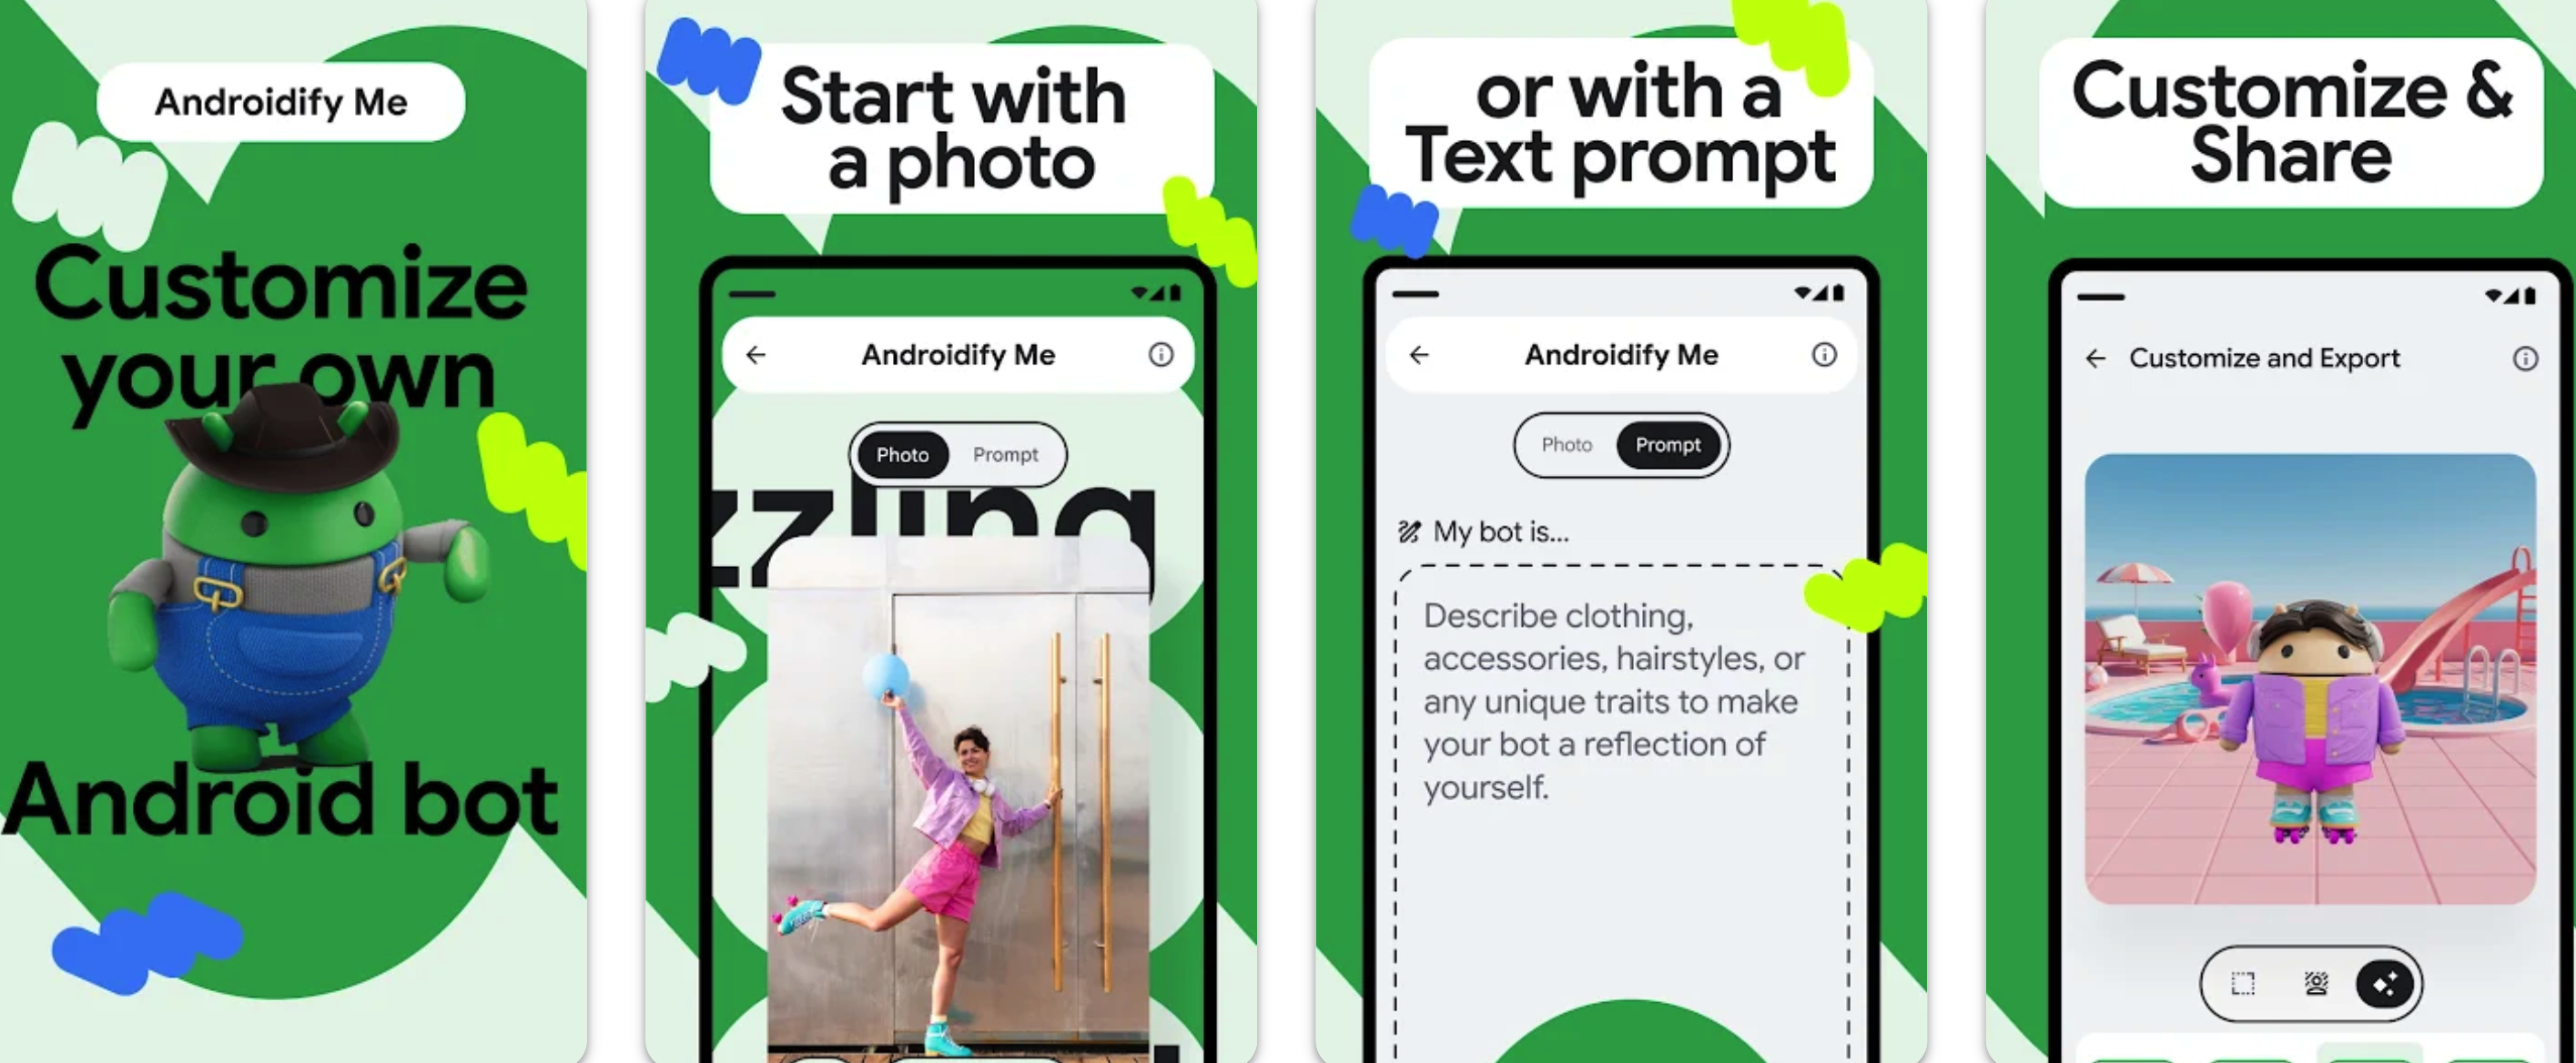 Androidify Me
Customize
your own
Android bot
Start with
a photo
Androidify Me
Photo
Prompt
zzling
or with a
Text prompt
Androidify Me
Photo
Prompt
My bot is...
Describe clothing,
accessories, hairstyles, or
any unique traits to make
your bot a reflection of
yourself.
Customize &
Share
Customize and Export